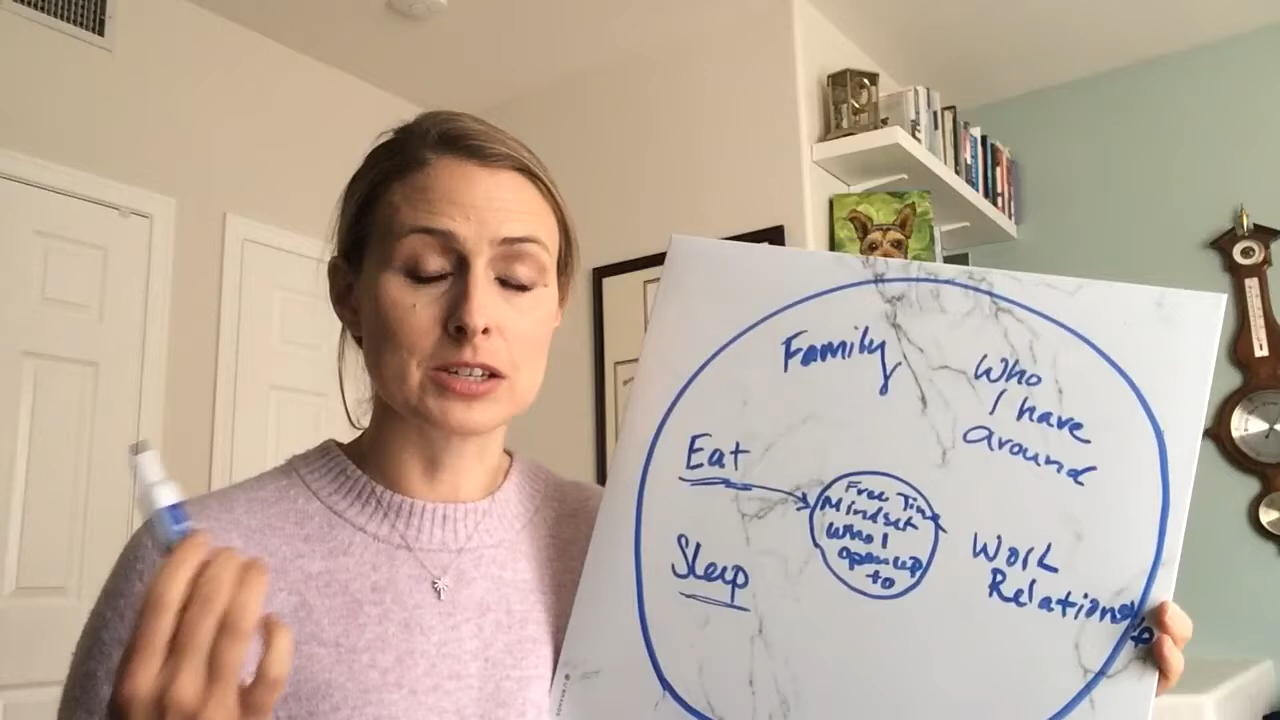 Family
Who
I have
around
Eat
Free Time
Mindset
Who I
open up
to
Sleep
Work
Relationship